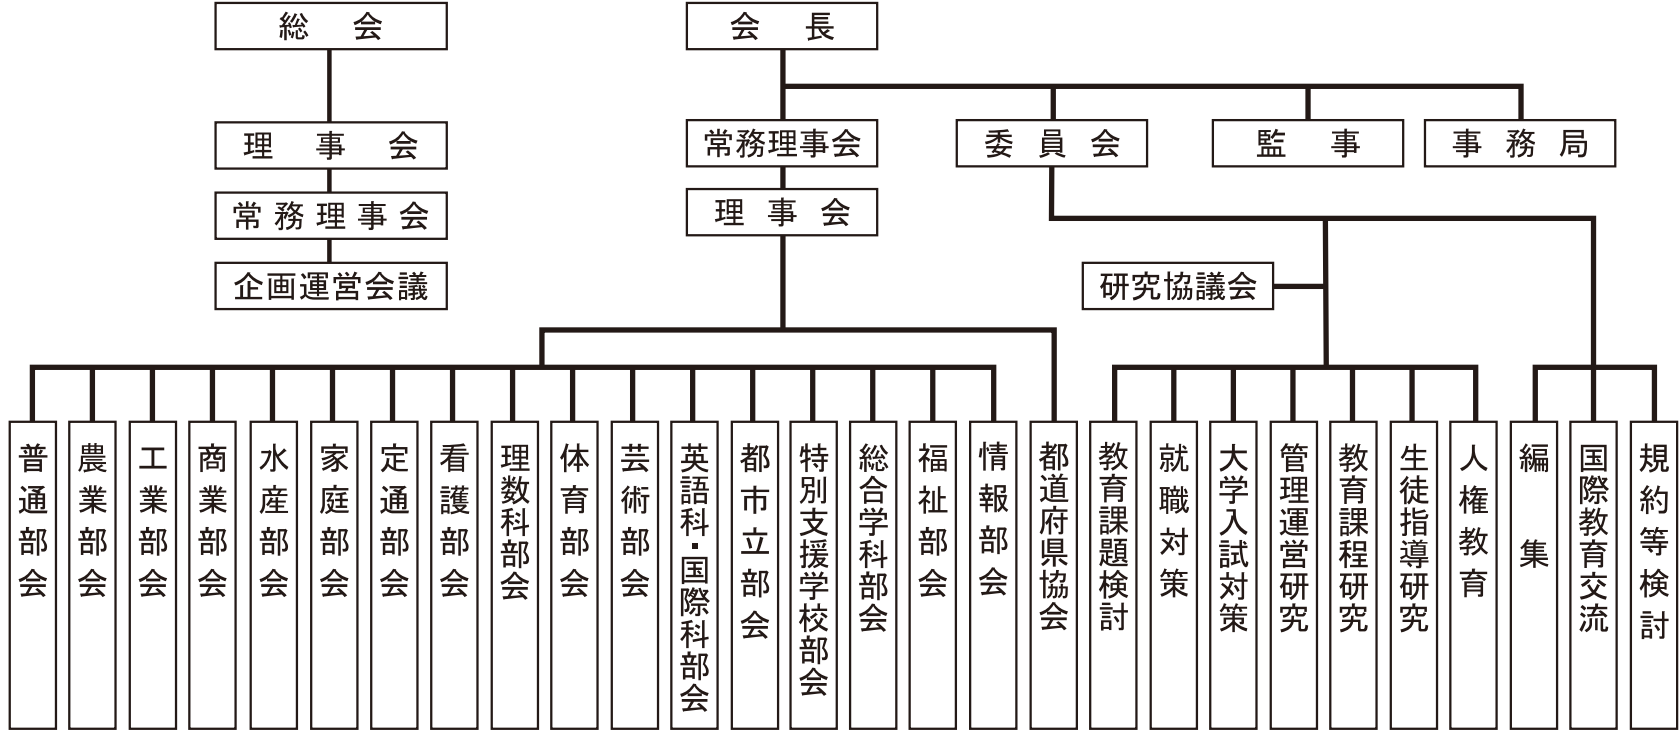 総会
会長
理事会
常務理事会
委員会
監事
事務局
常務理事会
理事会
企画運営会議
研究協議会
普通部会
農業部会
工業部会
商業部会
水産部会
家庭部会
定通部会
看護部会
理数科部会
体育部会
芸術部会
英語科・国際科部会
都市立部会
特別支援学校部会
総合学科部会
福祉部会
情報部会
都道府県協会
教育課題検討
就職対策
大学入試対策
管理運営研究
教育課程研究
生徒指導研究
人権教育
編集
国際教育交流
規約等検討